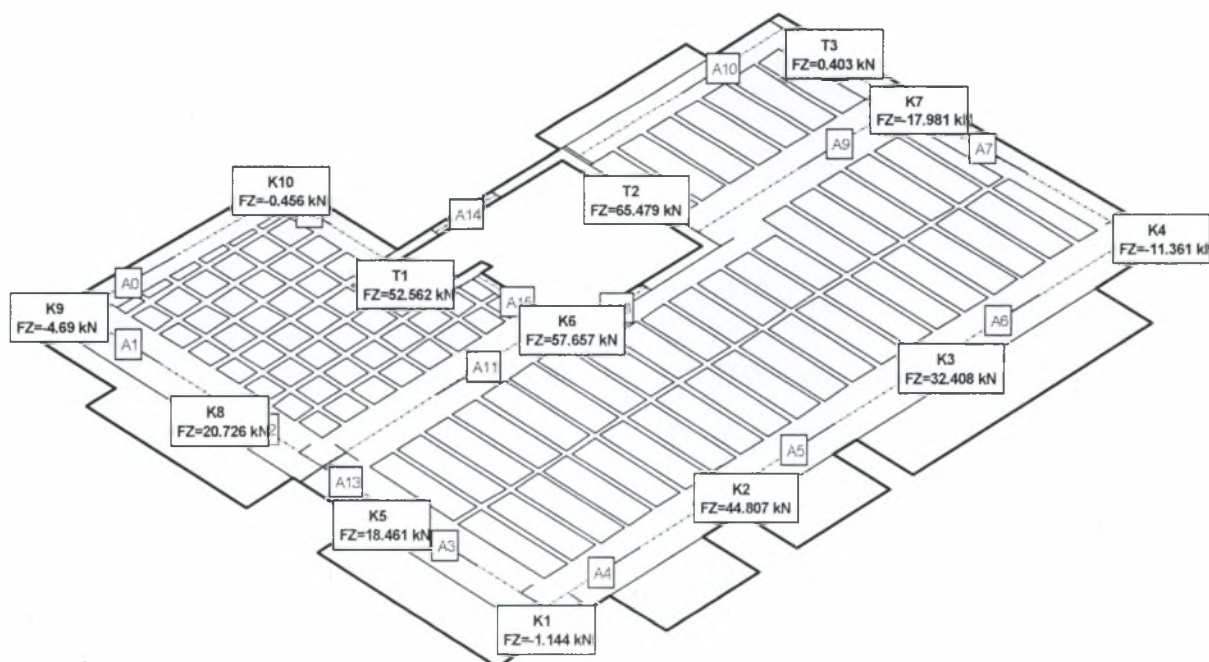 T3
FZ=0.403 kN
A10
K7
FZ=-17.981 kN
A9
A7
K10
FZ=-0.456 kN
T2
FZ=65.479 kN
A14
K4
FZ=-11.361 kN
A0
T1
FZ=52.562 kN
K9
FZ=-4.69 kN
A15
K6
FZ=57.657 kN
A6
A1
K3
FZ=32.408 kN
A11
K8
FZ=20.726 kN
A5
A13
K2
FZ=44.807 kN
K5
FZ=18.461 kN
A3
A4
K1
FZ=-1.144 kN